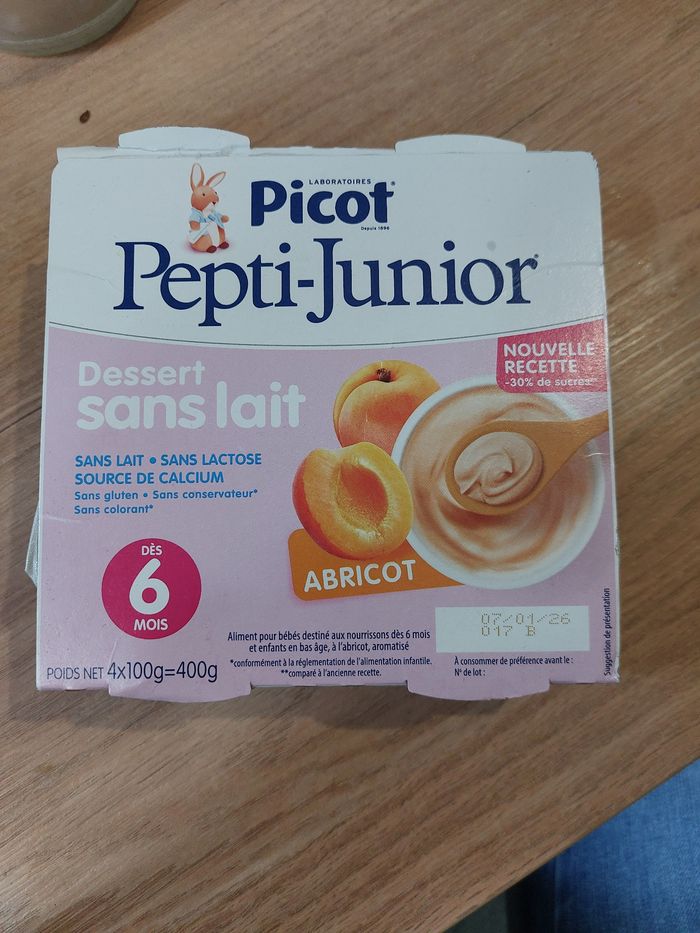 LABORATOIRES
Picot
Depuis 1896
Pepti-Junior
NOUVELLE
RECETTE
-30% de sucres**
Dessert
sans lait
SANS LAIT • SANS LACTOSE
SOURCE DE CALCIUM
Sans gluten • Sans conservateur*
Sans colorant*
DÈS
6
MOIS
ABRICOT
07/01/26
017 B
À consommer de préférence avant le :
N° de lot :
Aliment pour bébés destiné aux nourrissons dès 6 mois
et enfants en bas âge, à l'abricot, aromatisé
*conformément à la réglementation de l'alimentation infantile.
**comparé à l'ancienne recette.
POIDS NET 4x100g=400g
Suggestion de présentation